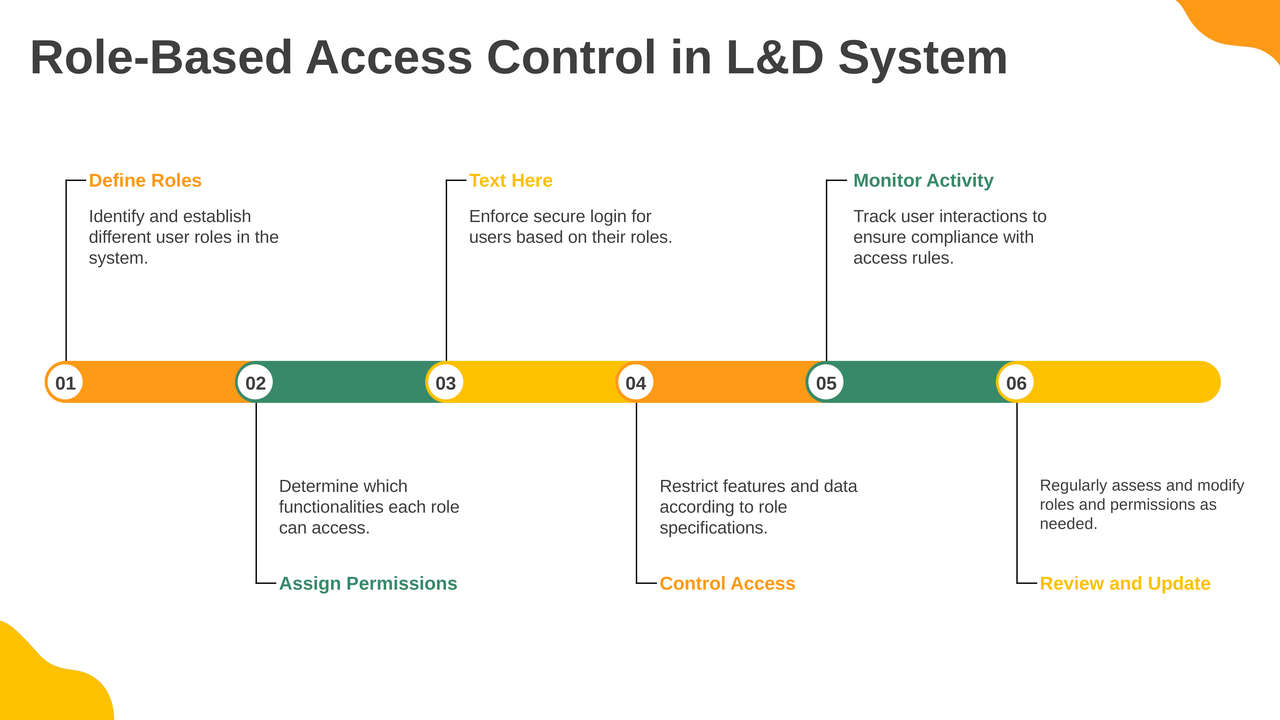 Role-Based Access Control in L&D System
Define Roles
Identify and establish
different user roles in the
system.
Text Here
Enforce secure login for
users based on their roles.
Monitor Activity
Track user interactions to
ensure compliance with
access rules.
01
02
03
04
05
06
Determine which
functionalities each role
can access.
Assign Permissions
Restrict features and data
according to role
specifications.
Control Access
Regularly assess and modify
roles and permissions as
needed.
Review and Update